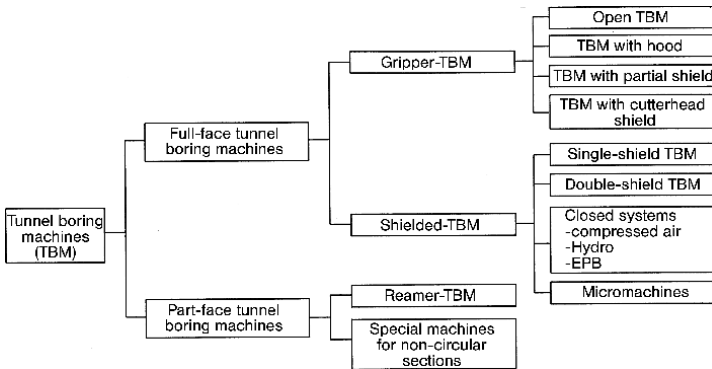 Tunnel boring
machines
(TBM)
Full-face tunnel
boring machines
Part-face tunnel
boring machines
Gripper-TBM
Shielded-TBM
Reamer-TBM
Special machines
for non-circular
sections
Open TBM
TBM with hood
TBM with partial shield
TBM with cutterhead
shield
Single-shield TBM
Double-shield TBM
Closed systems
-compressed air
-Hydro
-EPB
Micromachines